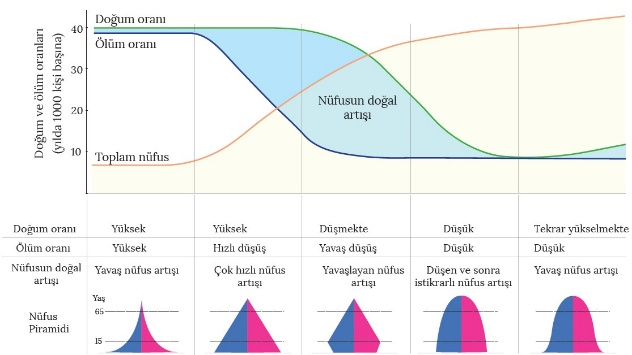 Doğum oranı
Ölüm oranı
Doğum ve ölüm oranları
(yılda 1000 kişi başına)
40
30
20
10
Nüfusun doğal
artışı
Toplam nüfus
Doğum oranı Yüksek Yüksek Düşmekte Düşük Tekrar yükselmekte
Ölüm oranı Yüksek Hızlı düşüş Yavaş düşüş Düşük Düşük
Nüfusun doğal
artışı
Yavaş nüfus artışı
Çok hızlı nüfus
artışı
Yavaşlayan nüfus
artışı
Düşen ve sonra
istikrarlı nüfus artışı
Yavaş nüfus artışı
Nüfus
Piramidi
Yaş
65
15